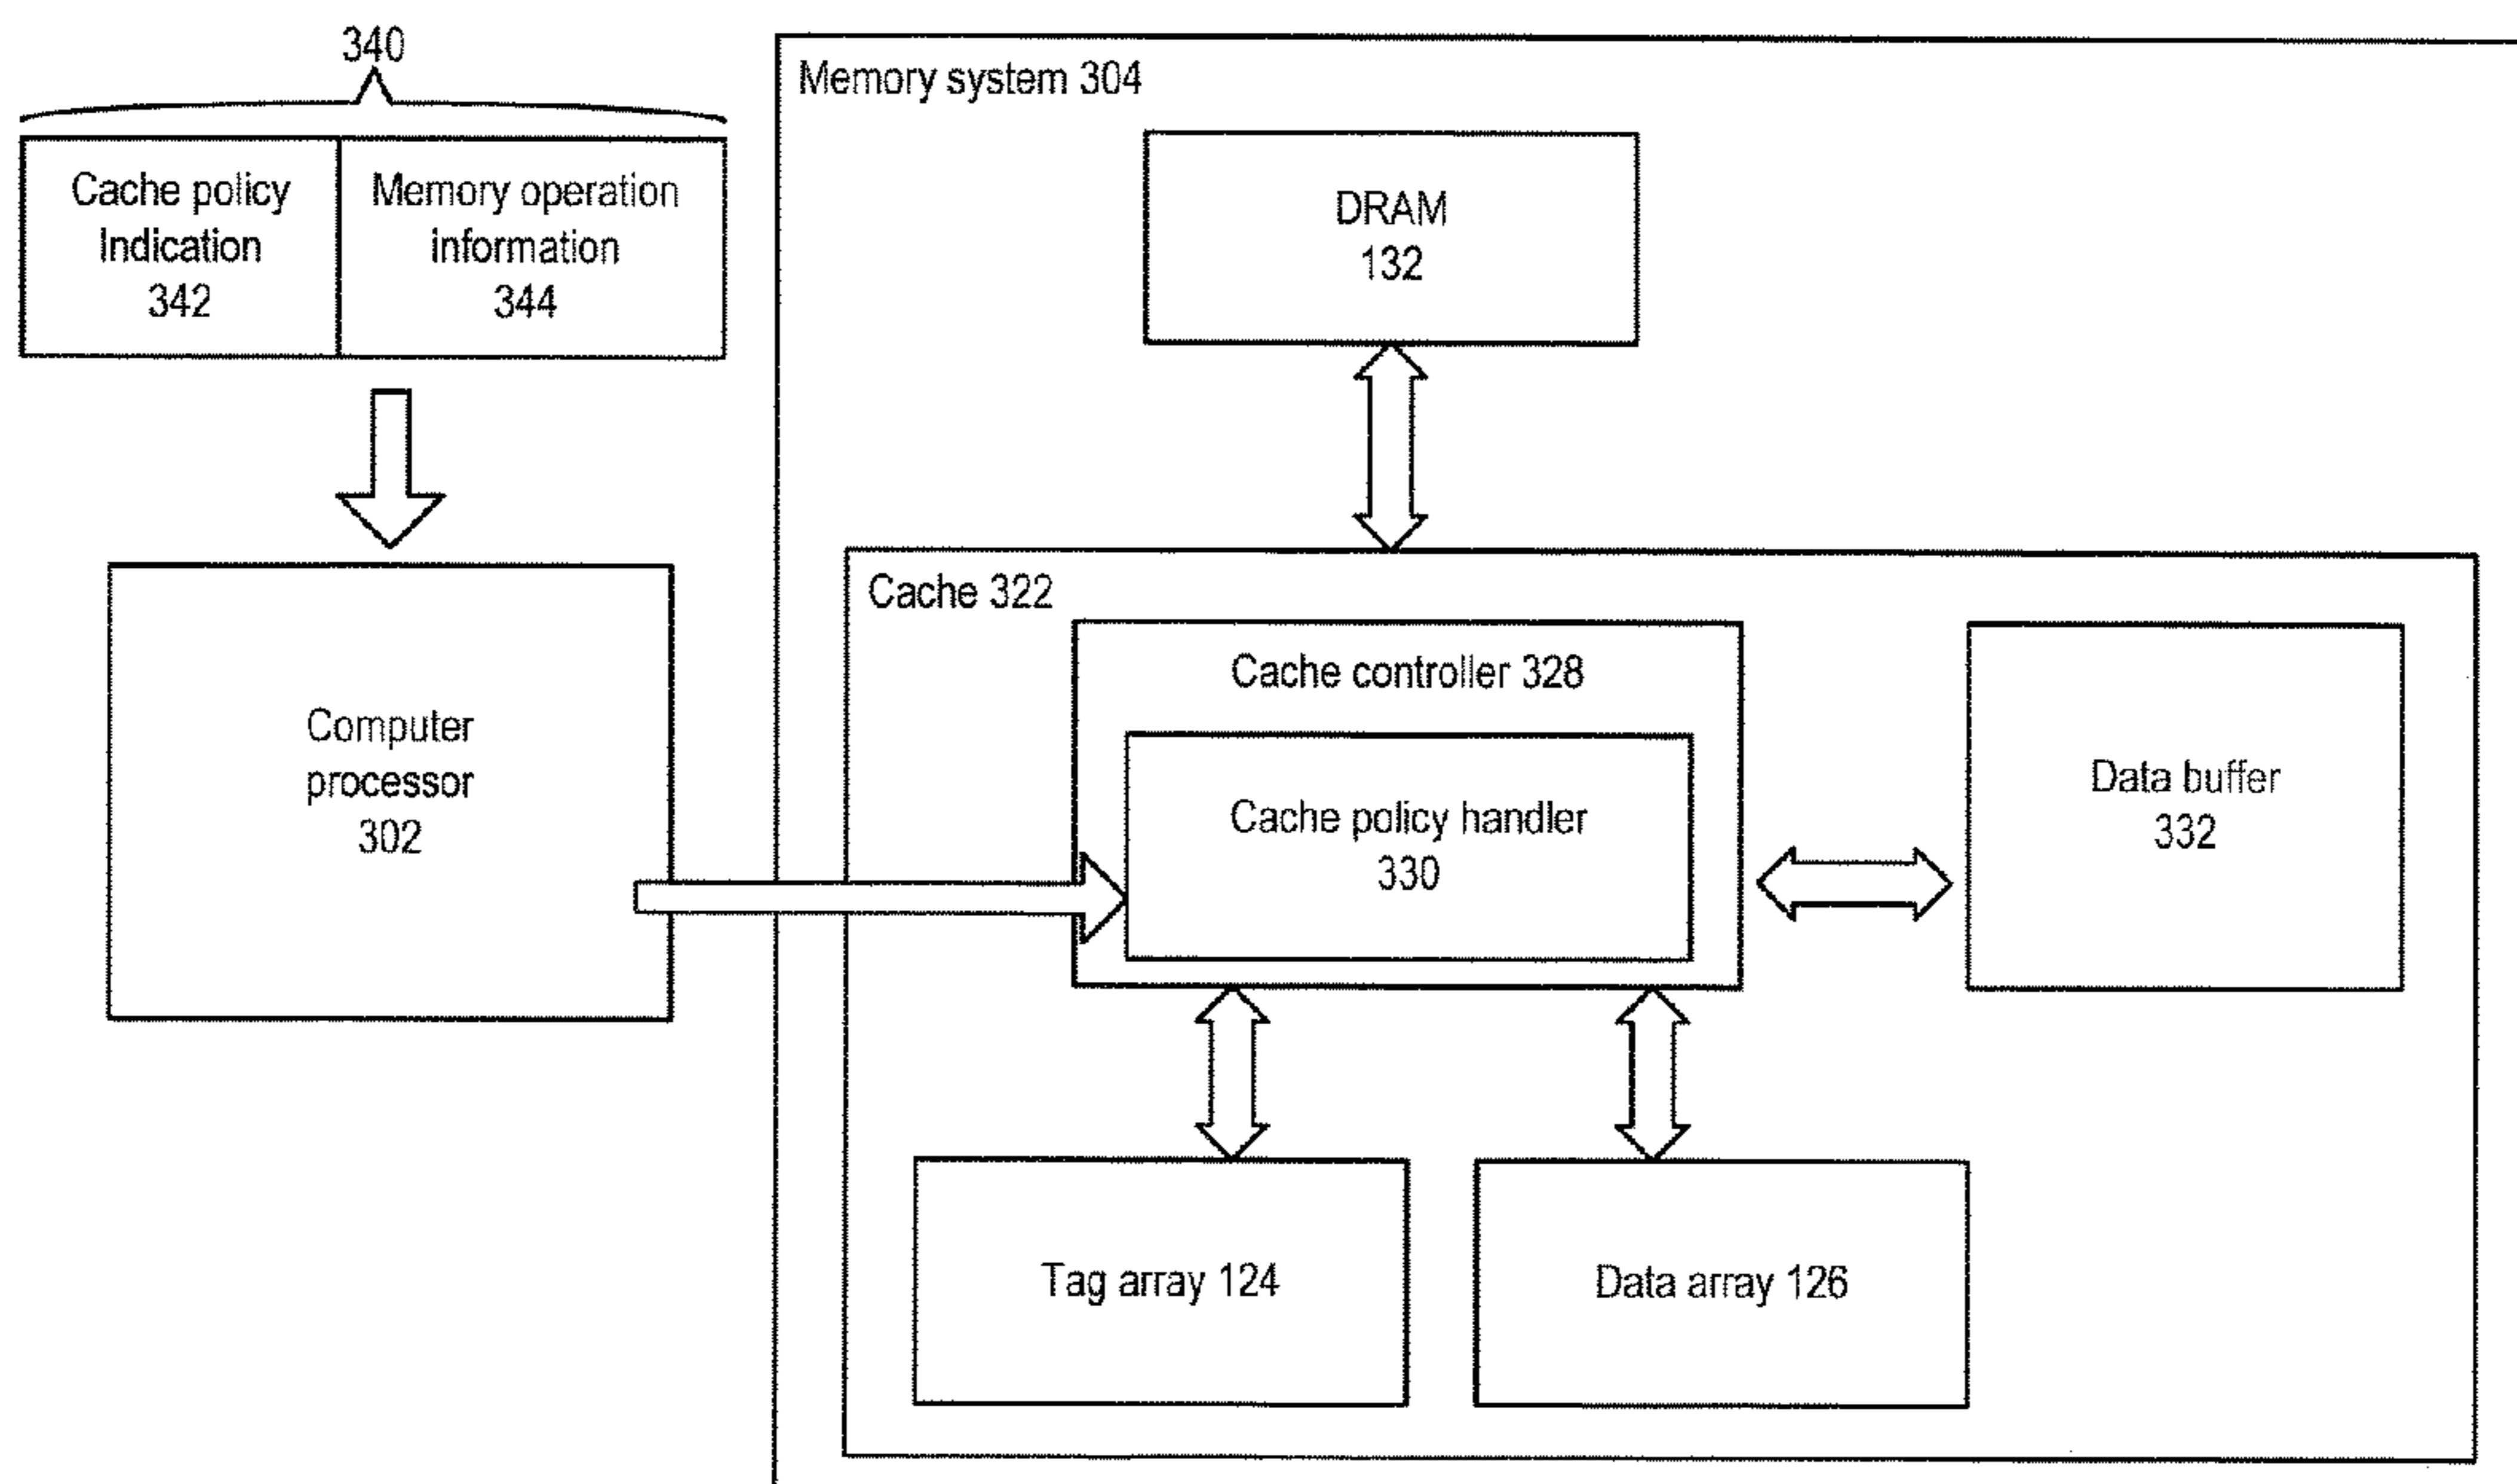 340
Cache policy
Indication
342
Memory operation
information
344
Computer
processor
302
Memory system 304
DRAM
132
Cache 322
Cache controller 328
Cache policy handler
330
Data buffer
332
Tag array 124
Data array 126